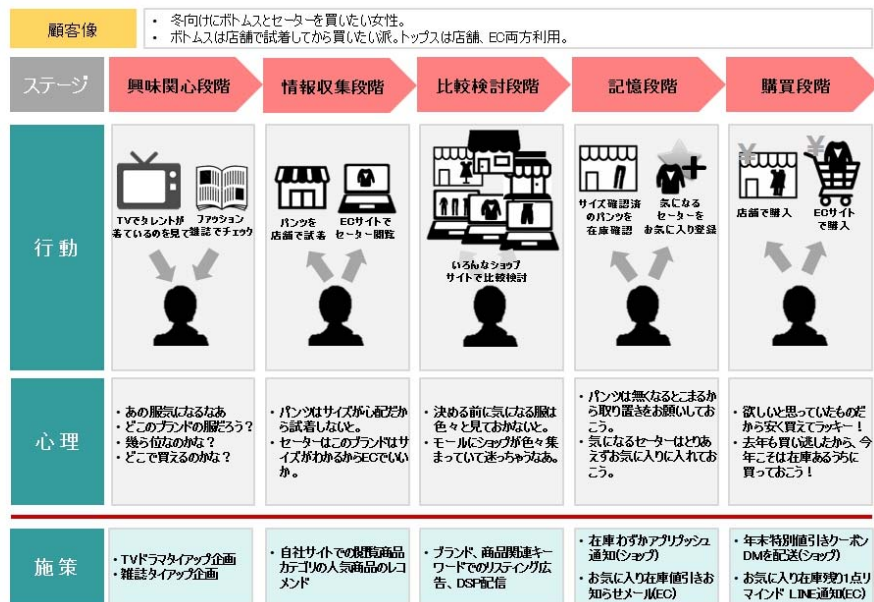 顧客像
・ 冬向けにボトムスとセーターを買いたい女性。
・ ボトムスは店舗で試着してから買いたい派。トップスは店舗、EC両方利用。
ステージ
興味関心段階
情報収集段階
比較検討段階
記憶段階
購買段階
行動
TVでタレントが
着ているのを見て
ファッション
雑誌でチェック
パンツを
店舗で試着
ECサイトで
セーター閲覧
いろんなショップ
サイトで比較検討
サイズ確認済
のパンツを
在庫確認
気になる
セーターを
お気に入り登録
¥
店舗で購入
¥
ECサイト
で購入
心理
・ あの服気になるなあ
・ どこのブランドの服だろう?
・ 幾ら位なのかな?
・ どこで買えるのかな?
・ パンツはサイズが心配だか
ら試着しないと。
・ セーターはこのブランドはサ
イズがわかるからECでいい
か。
・ 決める前に気になる服は
色々と見ておかないと。
・ モールにショップが色々集
まっていて迷っちゃうなあ。
・ パンツは無くなるとこまるか
ら取り置きをお願いしてお
こう。
・ 気になるセーターはとりあ
えずお気に入りに入れてお
こう。
・ 欲しいと思っていたものだ
から安く買えてラッキー!
・ 去年も買い逃したから、今
年こそは在庫あるうちに
買っておこう!
施策
・ TVドラマタイアップ企画
・ 雑誌タイアップ企画
・ 自社サイトでの閲覧商品
カテゴリの人気商品のレコ
メンド
・ ブランド、商品関連キー
ワードでのリスティング広
告、DSP配信
・ 在庫わずかアプリプッシュ
通知(ショップ)
・ お気に入り在庫値引きお
知らせメール(EC)
・ 年末特別値引きクーポン
DMを配送(ショップ)
・ お気に入り在庫残り1点リ
マインド LINE通知(EC)